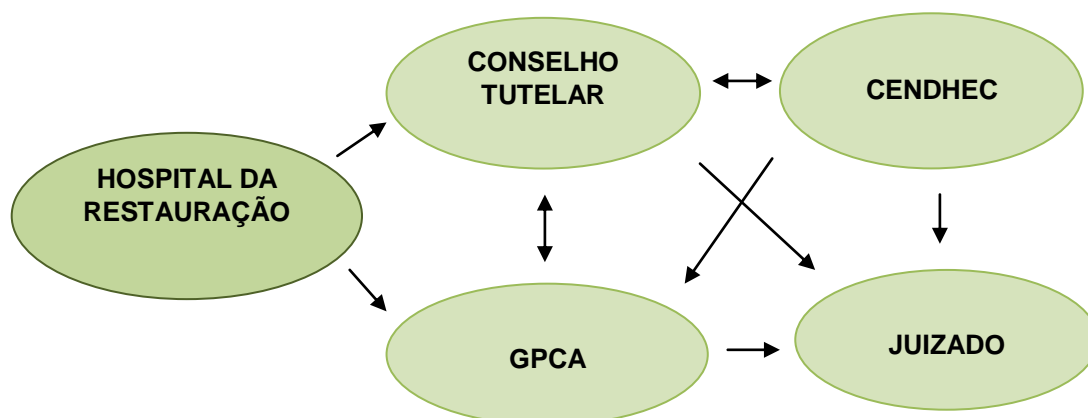 CONSELHO
TUTELAR
CENDHEC
HOSPITAL DA
RESTAURAÇÃO
GPCA
JUIZADO